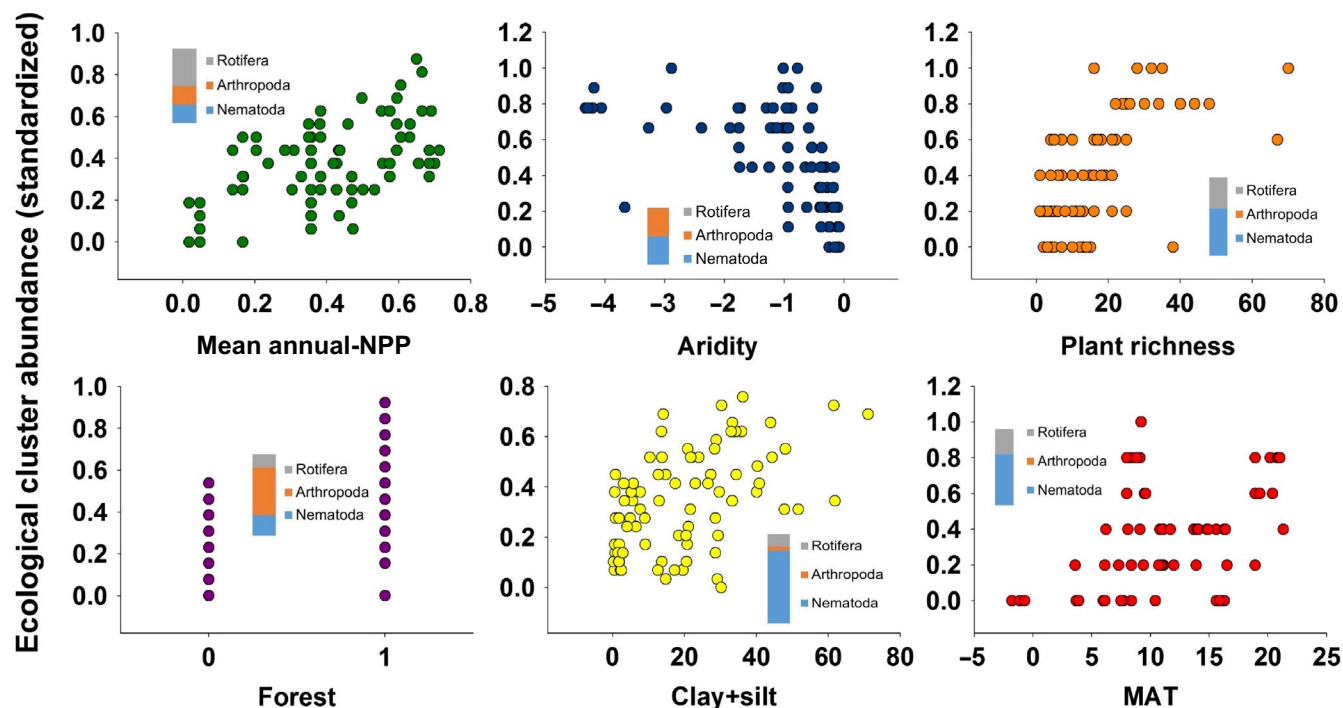 Ecological cluster abundance (standardized)
1.0
0.8
0.6
0.4
0.2
0.0
Rotifera
Arthropoda
Nematoda
0.0 0.2 0.4 0.6 0.8
Mean annual-NPP
1.2
1.0
0.8
0.6
0.4
0.2
0.0
Rotifera
Arthropoda
Nematoda
−5 −4 −3 −2 −1 0
Aridity
1.2
1.0
0.8
0.6
0.4
0.2
0.0
Rotifera
Arthropoda
Nematoda
0 20 40 60 80
Plant richness
1.0
0.8
0.6
0.4
0.2
0.0
Rotifera
Arthropoda
Nematoda
0 1
Forest
0.8
0.6
0.4
0.2
0.0
Rotifera
Arthropoda
Nematoda
0 20 40 60 80
Clay+silt
1.2
1.0
0.8
0.6
0.4
0.2
0.0
Rotifera
Arthropoda
Nematoda
−5 0 5 10 15 20 25
MAT